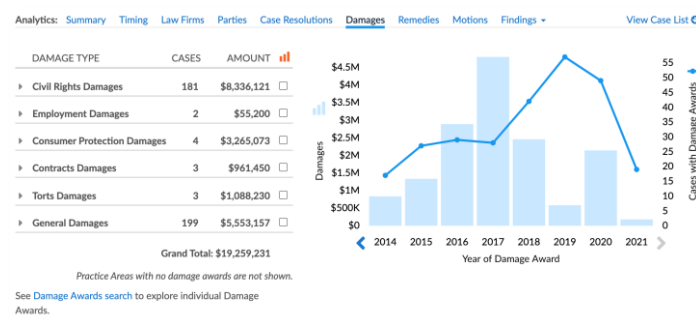 Analytics: Summary Timing Law Firms Parties Case Resolutions Damages Remedies Motions Findings View Case List
DAMAGE TYPE CASES AMOUNT
Civil Rights Damages 181 $8,336,121
Employment Damages 2 $55,200
Consumer Protection Damages 4 $3,265,073
Contracts Damages 3 $961,450
Torts Damages 3 $1,088,230
General Damages 199 $5,553,157
Grand Total: $19,259,231
Practice Areas with no damage awards are not shown.
See Damage Awards search to explore individual Damage
Awards.
Damages
$4.5M
$4M
$3.5M
$3M
$2.5M
$2M
$1.5M
$1M
$500K
$0
2014 2015 2016 2017 2018 2019 2020 2021
Year of Damage Award
55
50
45
40
35
30
25
20
15
10
5
0
Cases with Damage Awards